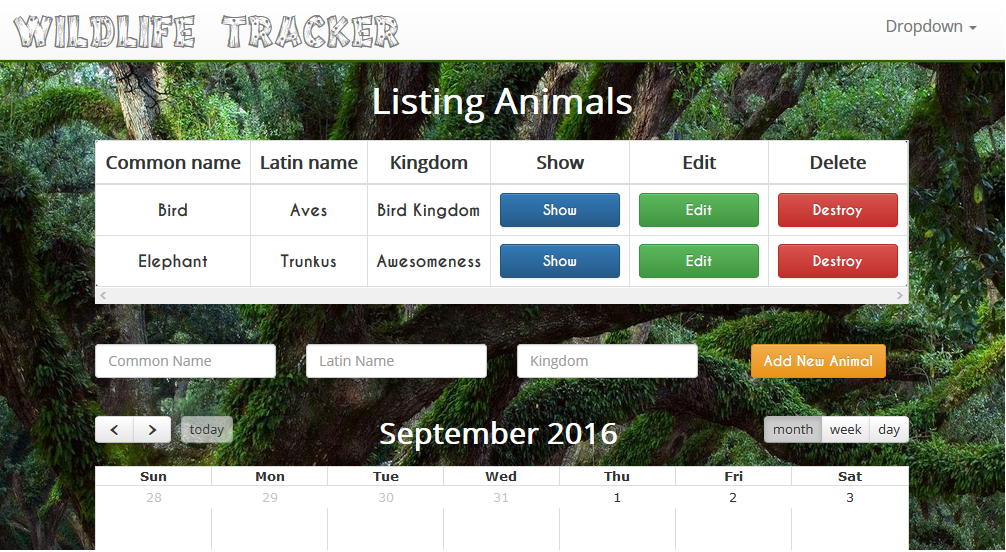 WILDLIFE TRACKER
Dropdown
Listing Animals
Common name Latin name Kingdom Show Edit Delete
Bird Aves Bird Kingdom Show Edit Destroy
Elephant Trunkus Awesomeness Show Edit Destroy
Common Name Latin Name Kingdom Add New Animal
today September 2016 month week day
Sun Mon Tue Wed Thu Fri Sat
28 29 30 31 1 2 3